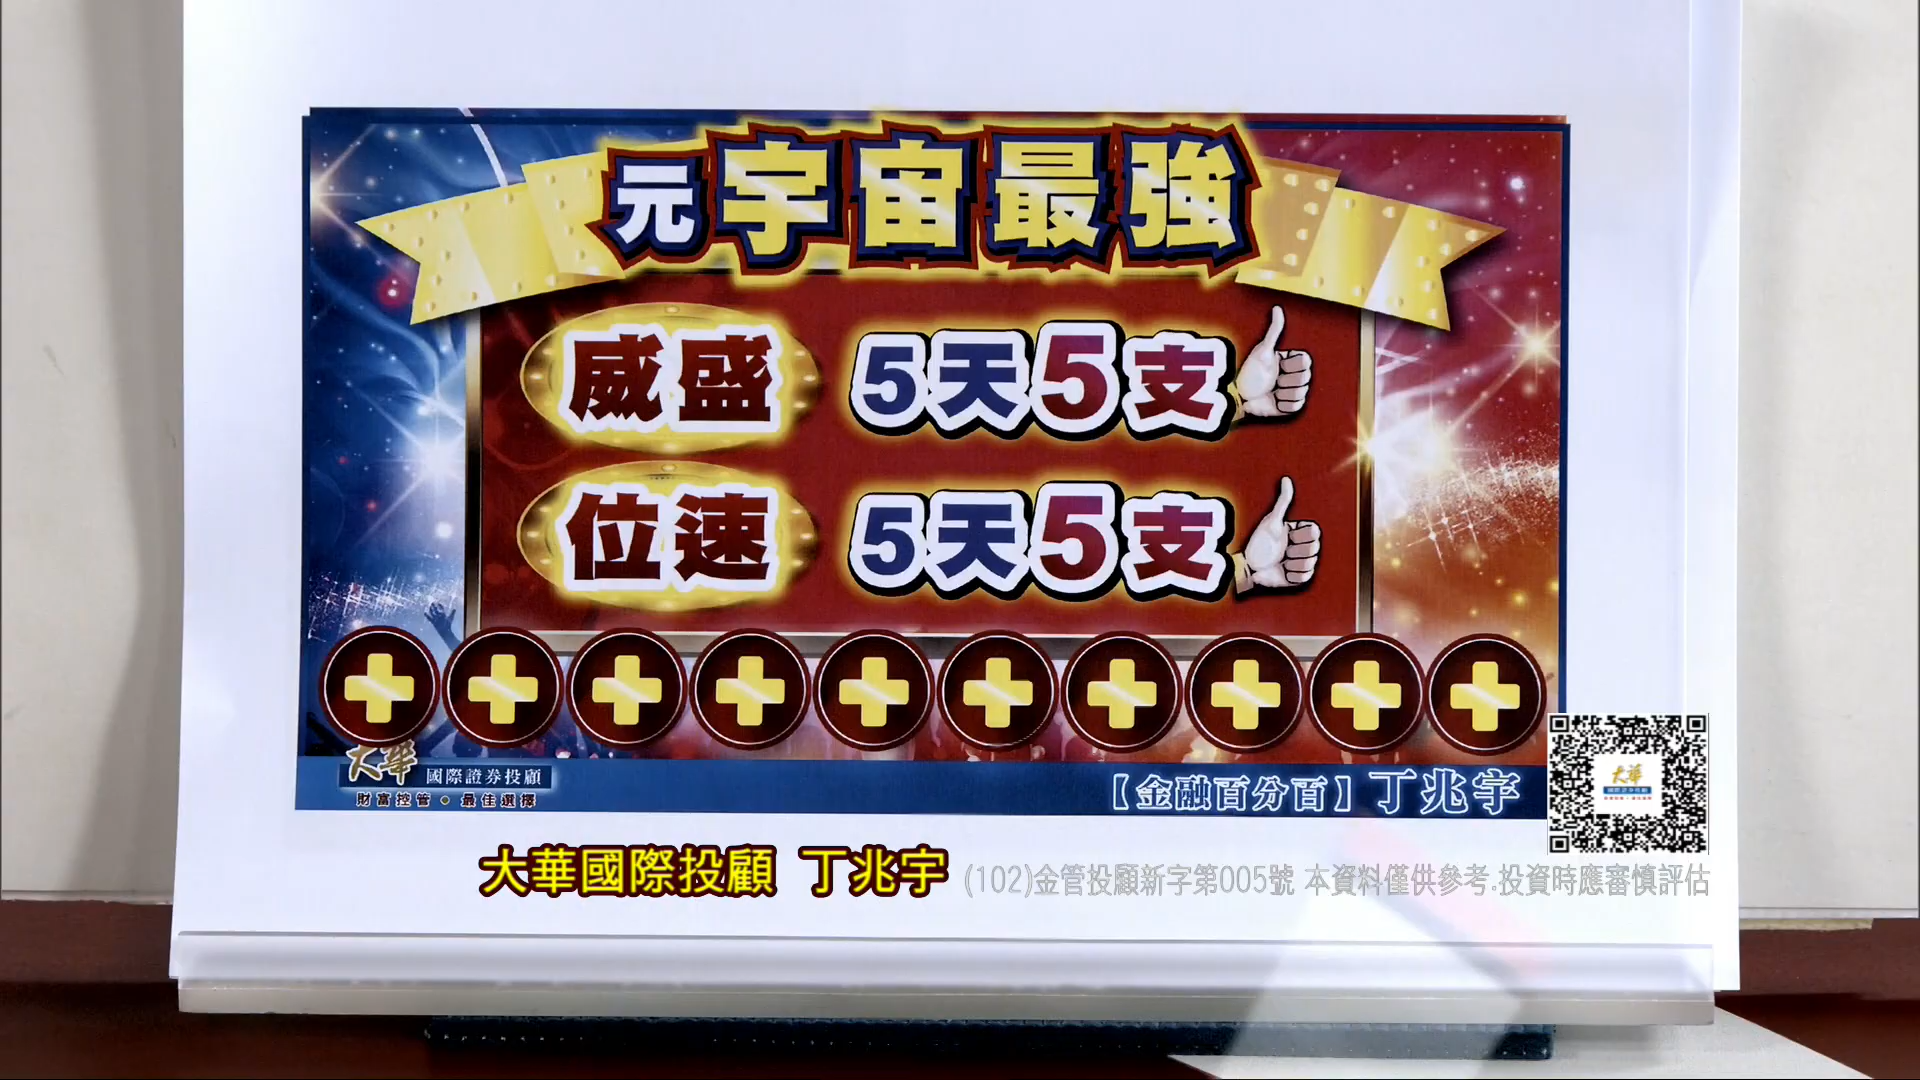 元宇宙最強
威盛 5天5支
位速 5天5支
大華 國際證券投顧
財富控管 ● 最佳選擇
【金融百分百】丁兆宇
大華
大華國際投顧 丁兆宇 (102)金管投顧新字第005號 本資料僅供參考.投資時應審慎評估